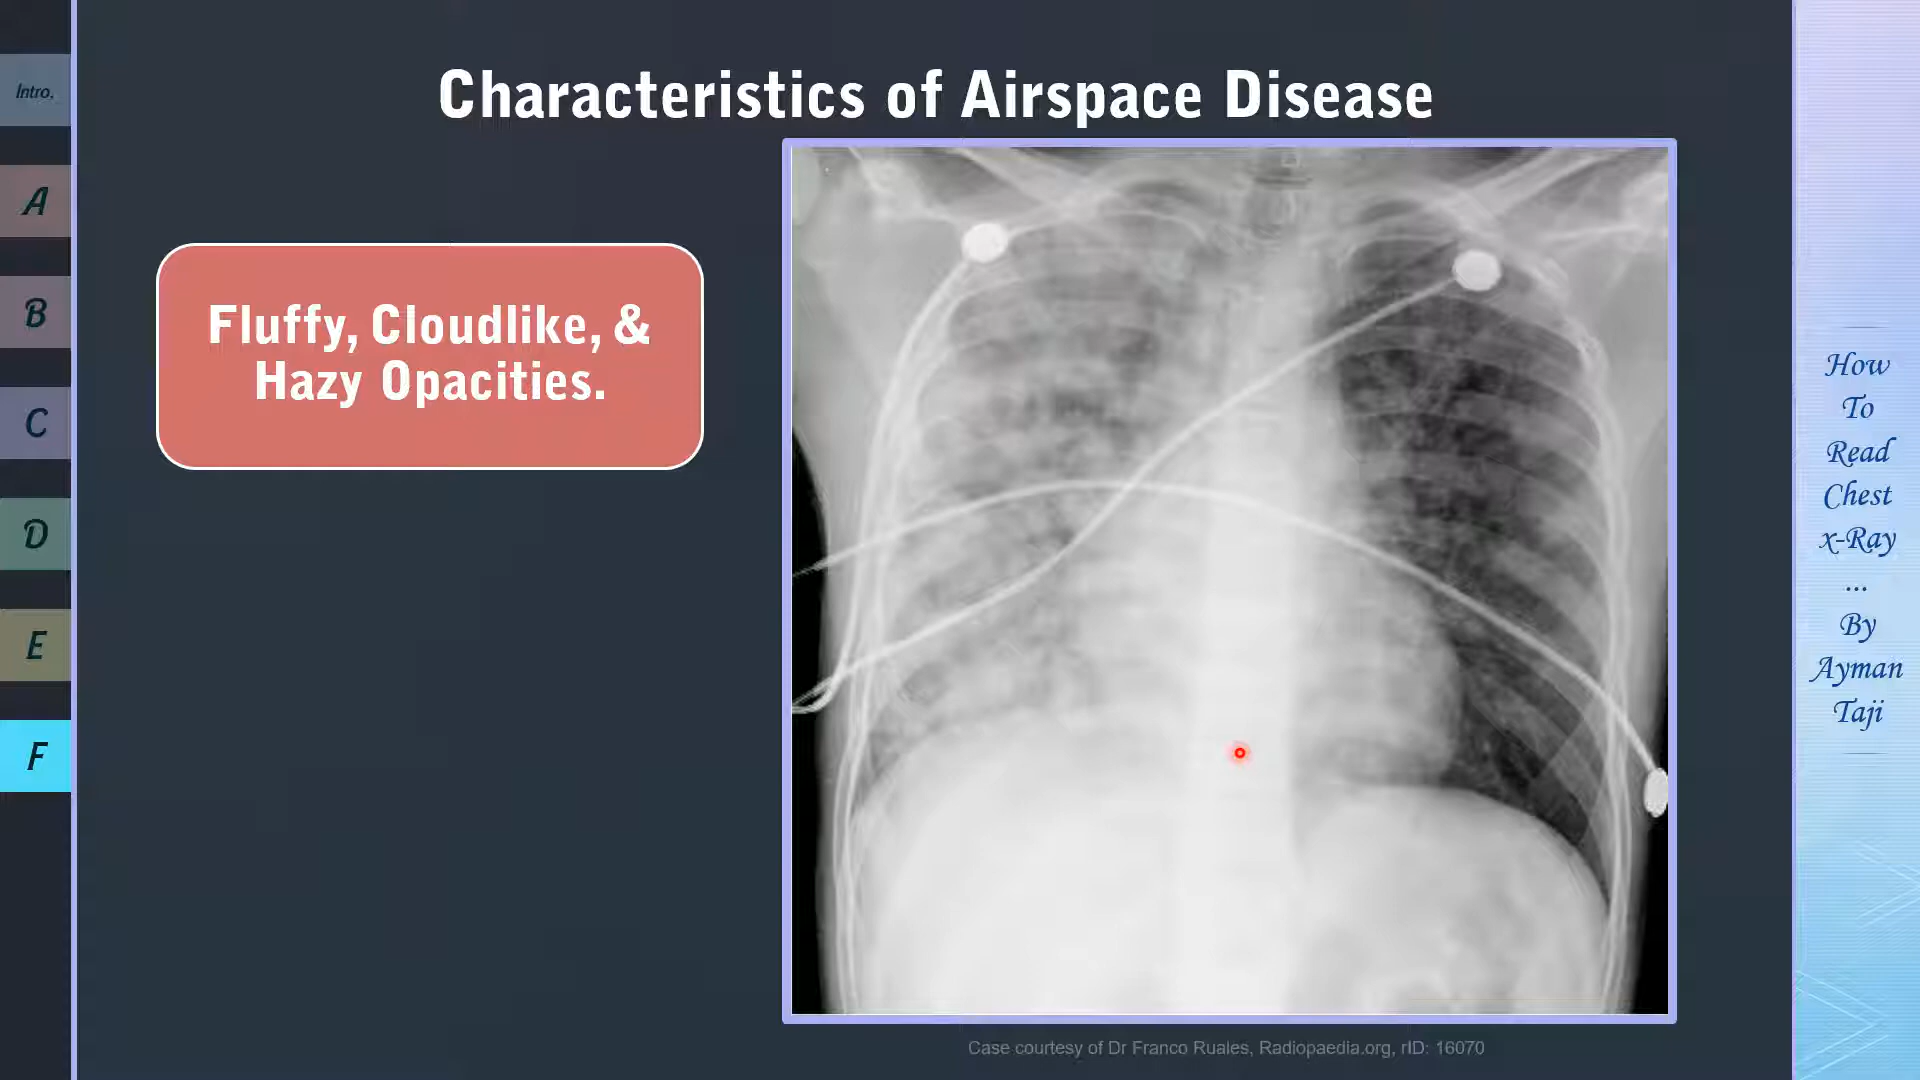 Characteristics of Airspace Disease
Intro.
A
B
C
D
E
F
Fluffy, Cloudlike, &
Hazy Opacities.
How
To
Read
Chest
x-Ray
...
By
Ayman
Taji
Case courtesy of Dr Franco Ruales, Radiopaedia.org, rID: 16070